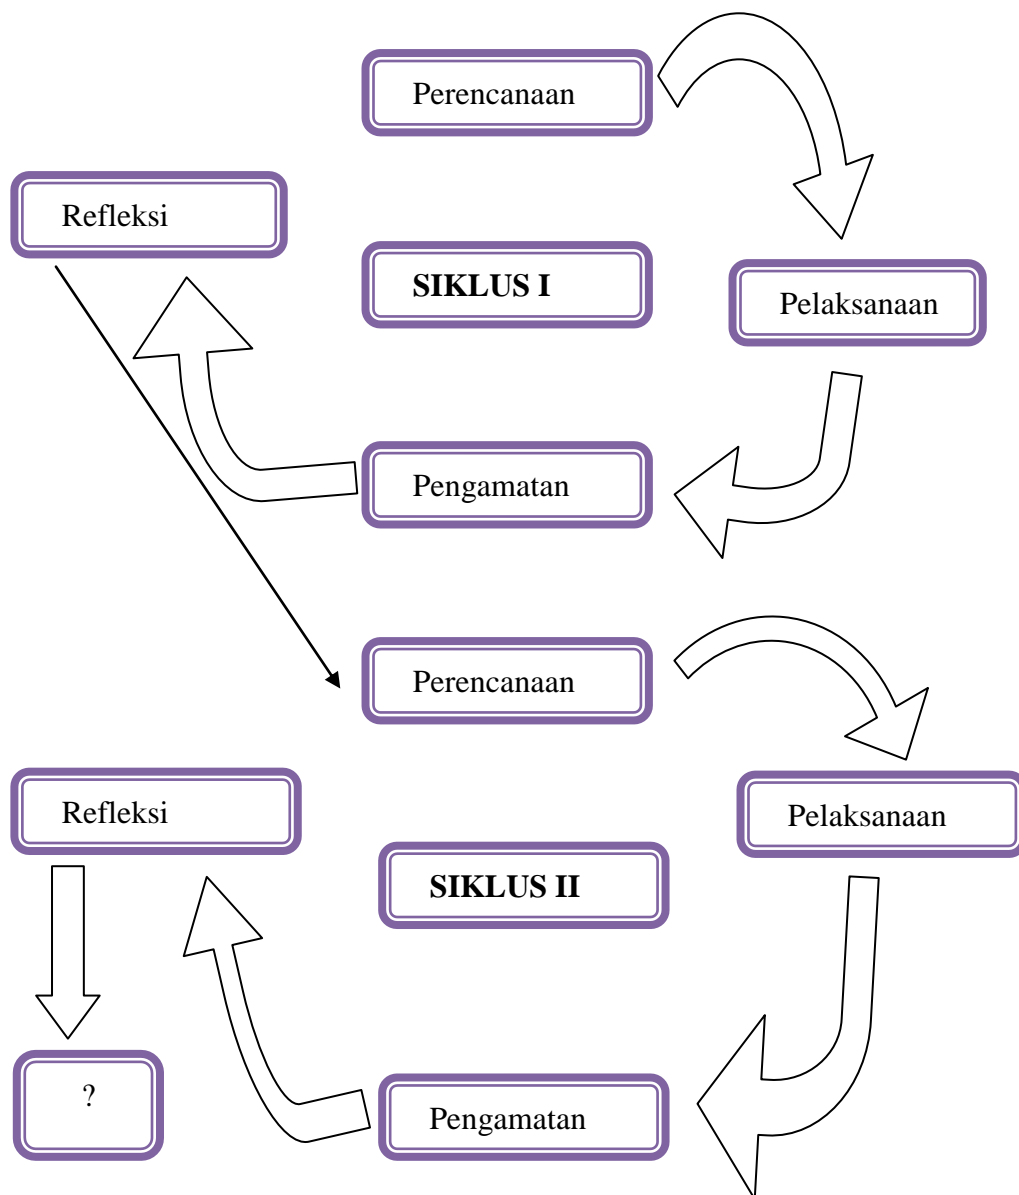 Perencanaan
Refleksi
SIKLUS I
Pelaksanaan
Pengamatan
Perencanaan
Refleksi
Pelaksanaan
SIKLUS II
?
Pengamatan